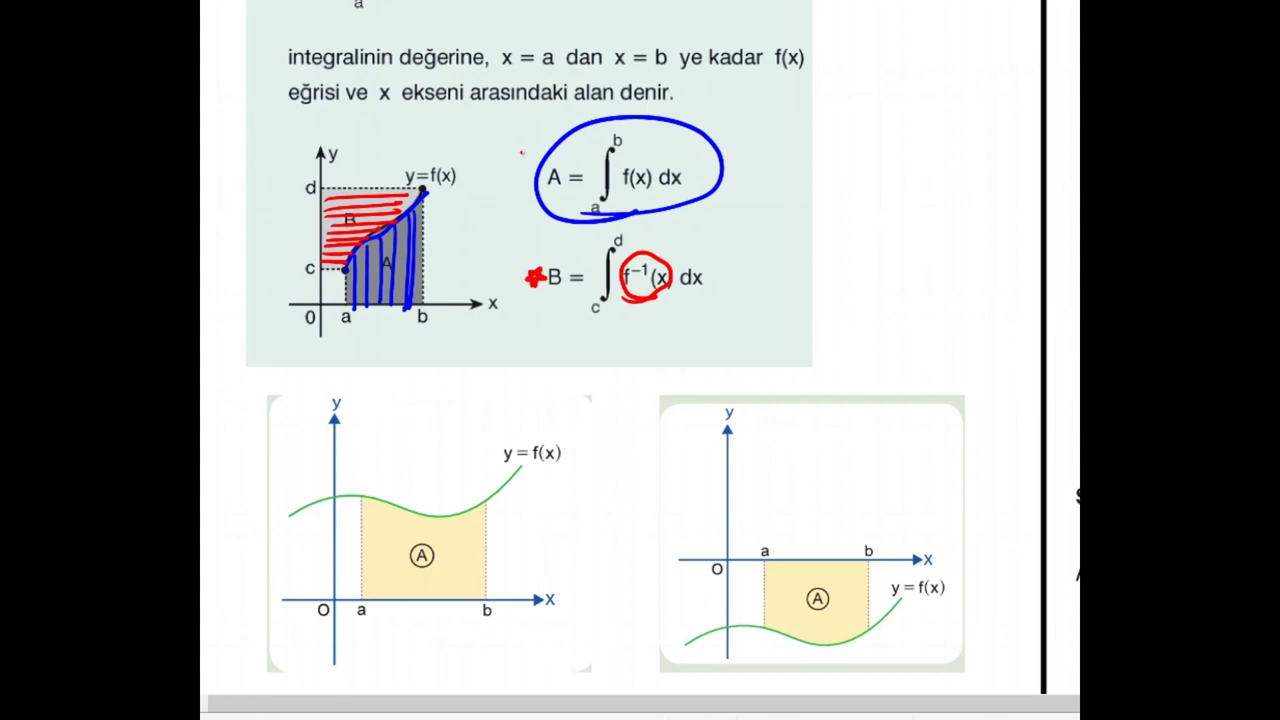 a
integralinin değerine, x = a dan x = b ye kadar f(x)
eğrisi ve x ekseni arasındaki alan denir.
y
y=f(x)
d
B
c
A
0 a b x
A = ∫ₐᵇ f(x) dx
B = ∫꜀ᵈ f⁻¹(x) dx
y
y = f(x)
A
O a b x
y
a b
O x
A
y = f(x)